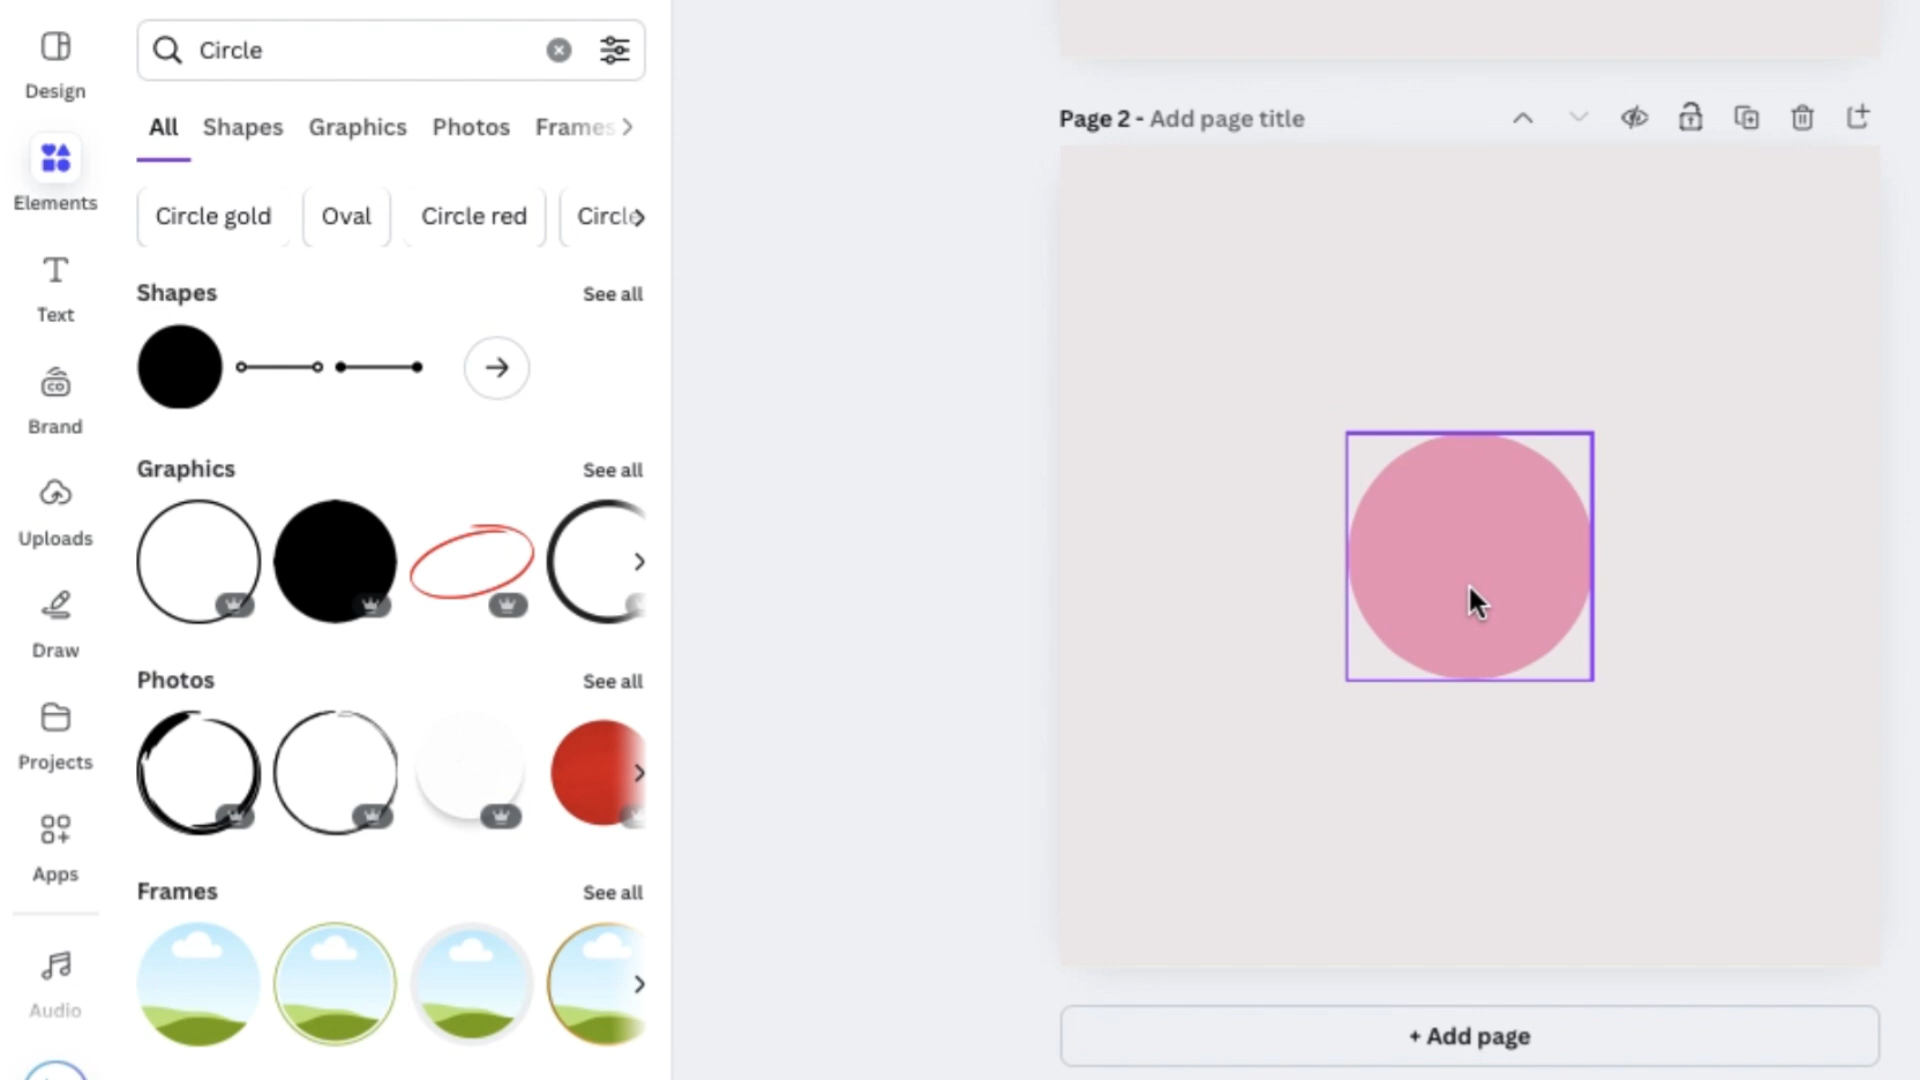 Design
Elements
Text
Brand
Uploads
Draw
Projects
Apps
Audio
Circle
All Shapes Graphics Photos Frames
Circle gold Oval Circle red Circle
Shapes See all
Graphics See all
Photos See all
Frames See all
Page 2 - Add page title
+ Add page